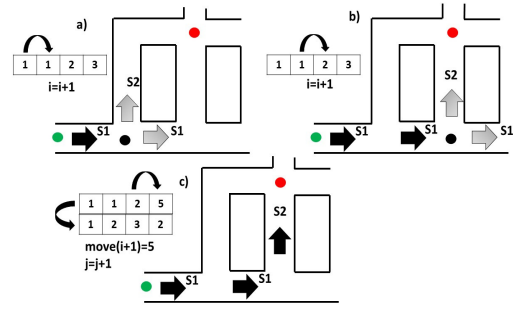 a)
1 1 2 3
i=i+1
S2
S1
S1
b)
1 1 2 3
i=i+1
S2
S1
S1
S1
c)
1 1 2 5
1 2 3 2
move(i+1)=5
j=j+1
S2
S1
S1